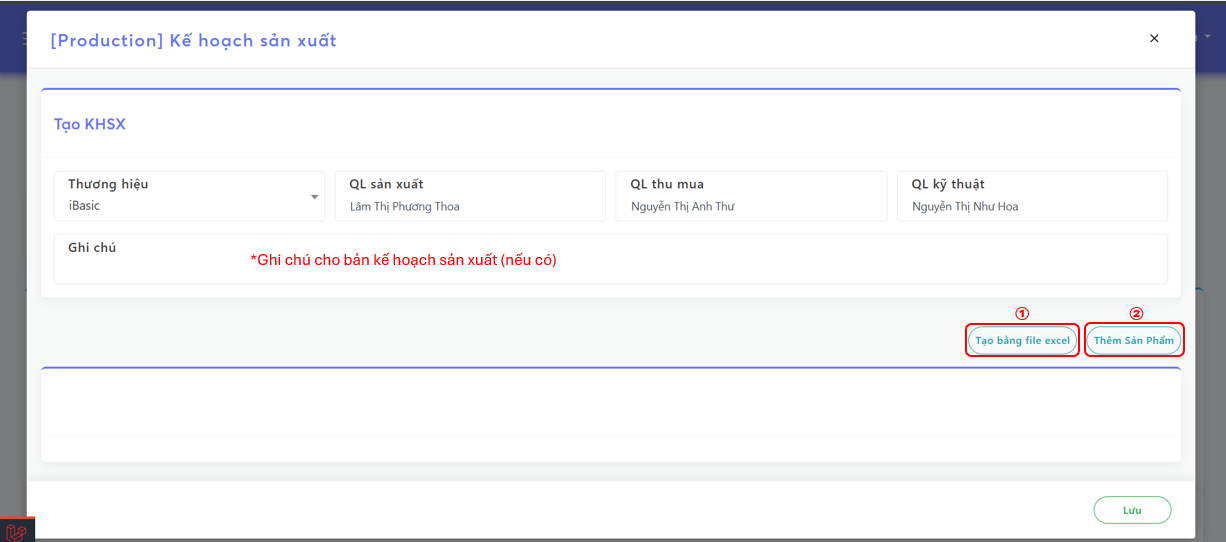 [Production] Kế hoạch sản xuất
×
Tạo KHSX
Thương hiệu
iBasic
QL sản xuất
Lâm Thị Phương Thoa
QL thu mua
Nguyễn Thị Anh Thư
QL kỹ thuật
Nguyễn Thị Như Hoa
Ghi chú
*Ghi chú cho bản kế hoạch sản xuất (nếu có)
① ②
Tạo bằng file excel Thêm Sản Phẩm
Lưu